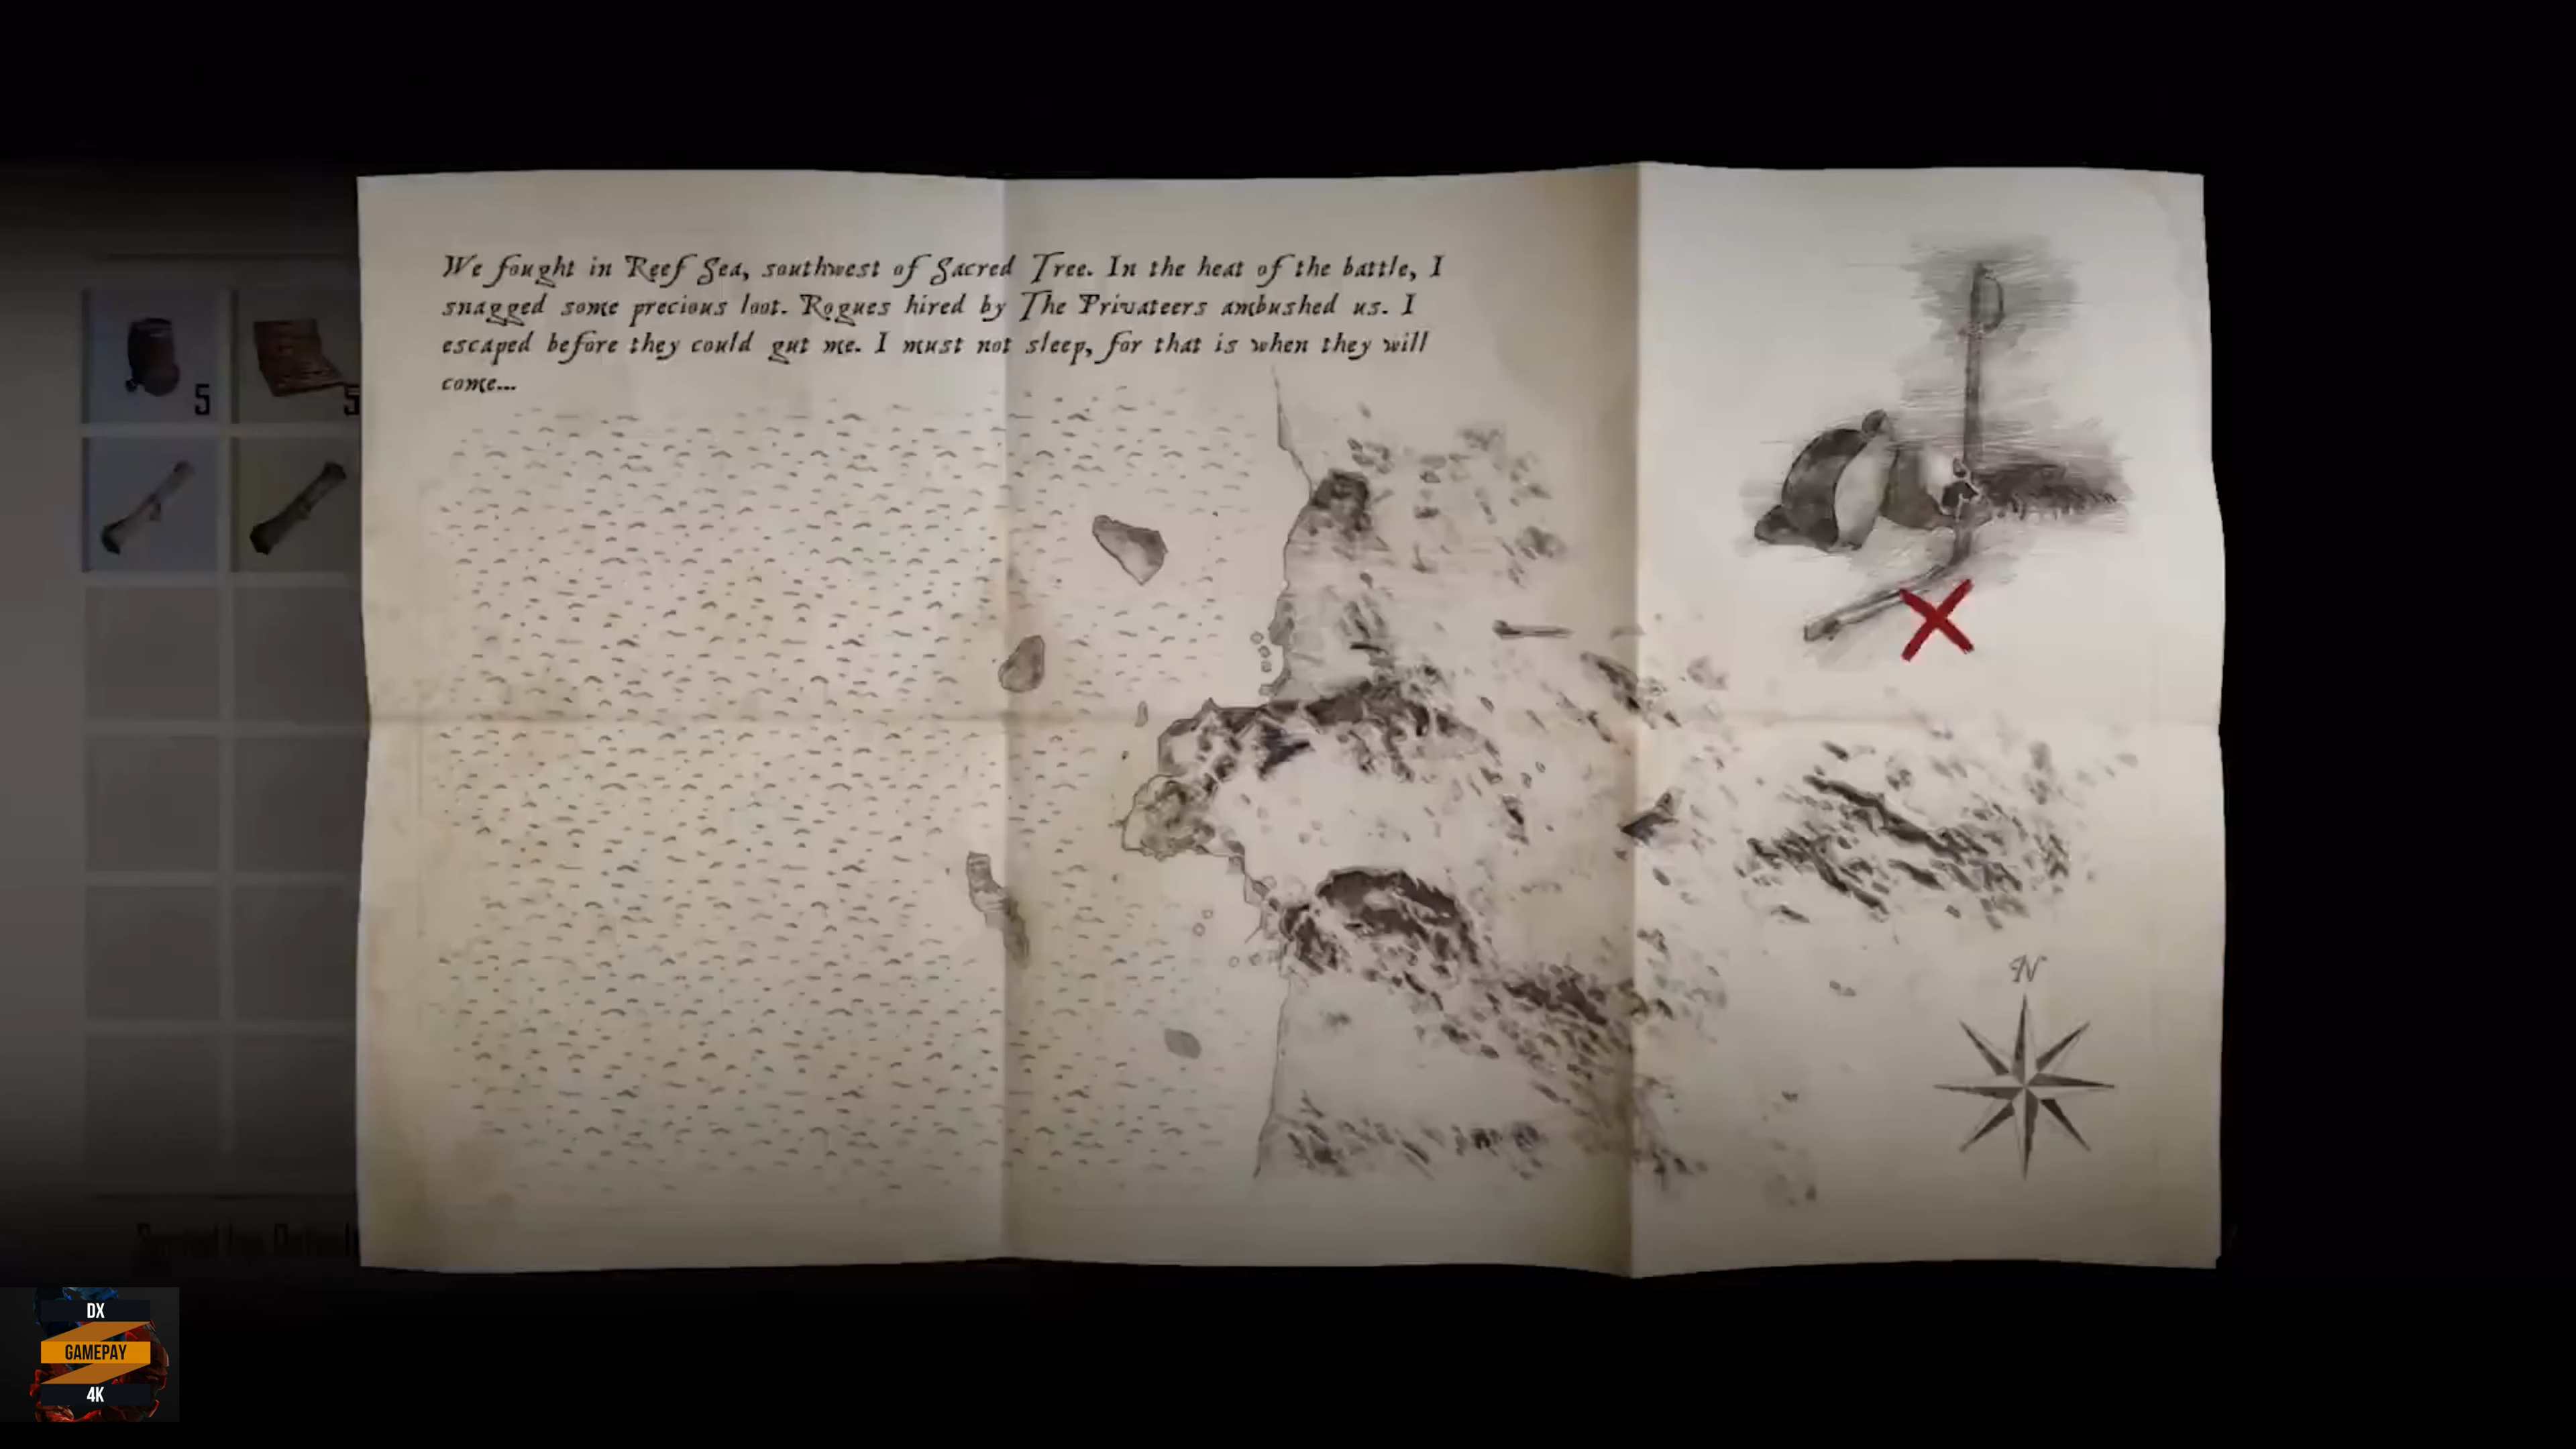 We fought in Reef Sea, southwest of Sacred Tree. In the heat of the battle, I
snagged some precious loot. Rogues hired by The Privateers ambushed us. I
escaped before they could gut me. I must not sleep, for that is when they will
come...
5
5
N
DX
GAMEPAY
4K